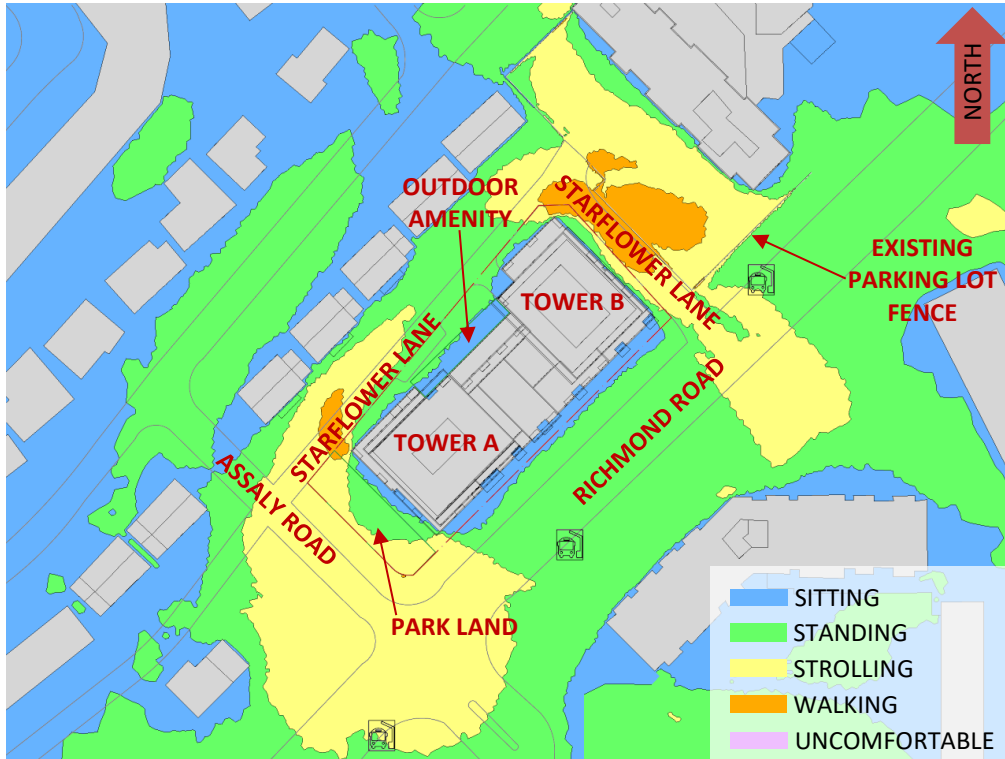 NORTH
OUTDOOR
AMENITY
STARFLOWER LANE
EXISTING
PARKING LOT
FENCE
TOWER B
STARFLOWER LANE
TOWER A
RICHMOND ROAD
ASSALY ROAD
PARK LAND
SITTING
STANDING
STROLLING
WALKING
UNCOMFORTABLE